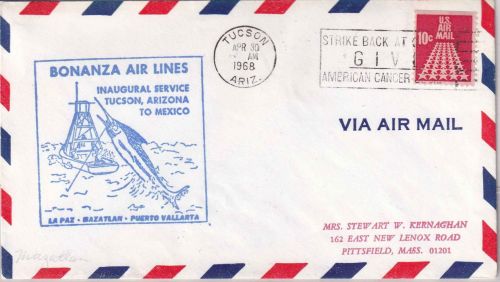 TUCSON
APR 30
AM
1968
ARIZ.
STRIKE BACK AT
GIV
AMERICAN CANCER
U.S.
AIR
MAIL
10c
BONANZA AIR LINES
INAUGURAL SERVICE
TUCSON, ARIZONA
TO MEXICO
LA PAZ - MAZATLAN - PUERTO VALLARTA
VIA AIR MAIL
MRS. STEWART W. KERNAGHAN
162 EAST NEW LENOX ROAD
PITTSFIELD, MASS. 01201
Mazatlan